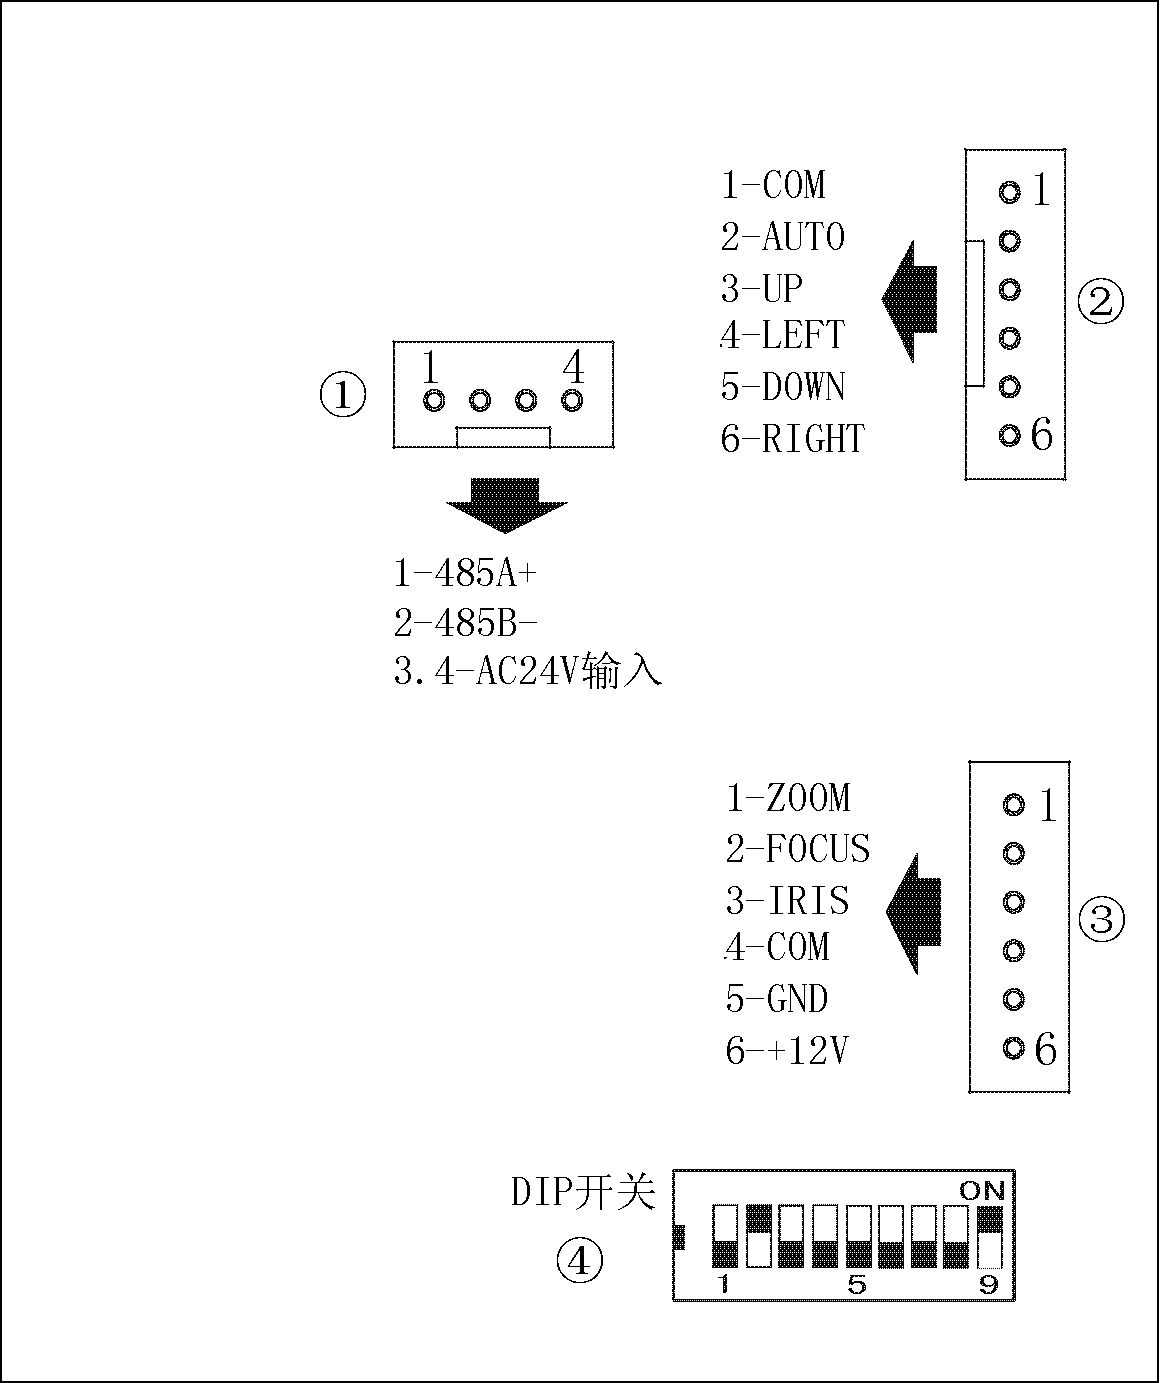 1-COM
2-AUTO
3-UP
4-LEFT
5-DOWN
6-RIGHT
1
6
②
①
1 4
1-485A+
2-485B-
3.4-AC24V输入
1-ZOOM
2-FOCUS
3-IRIS
4-COM
5-GND
6-+12V
1
6
③
DIP开关
④
ON
1 5 9